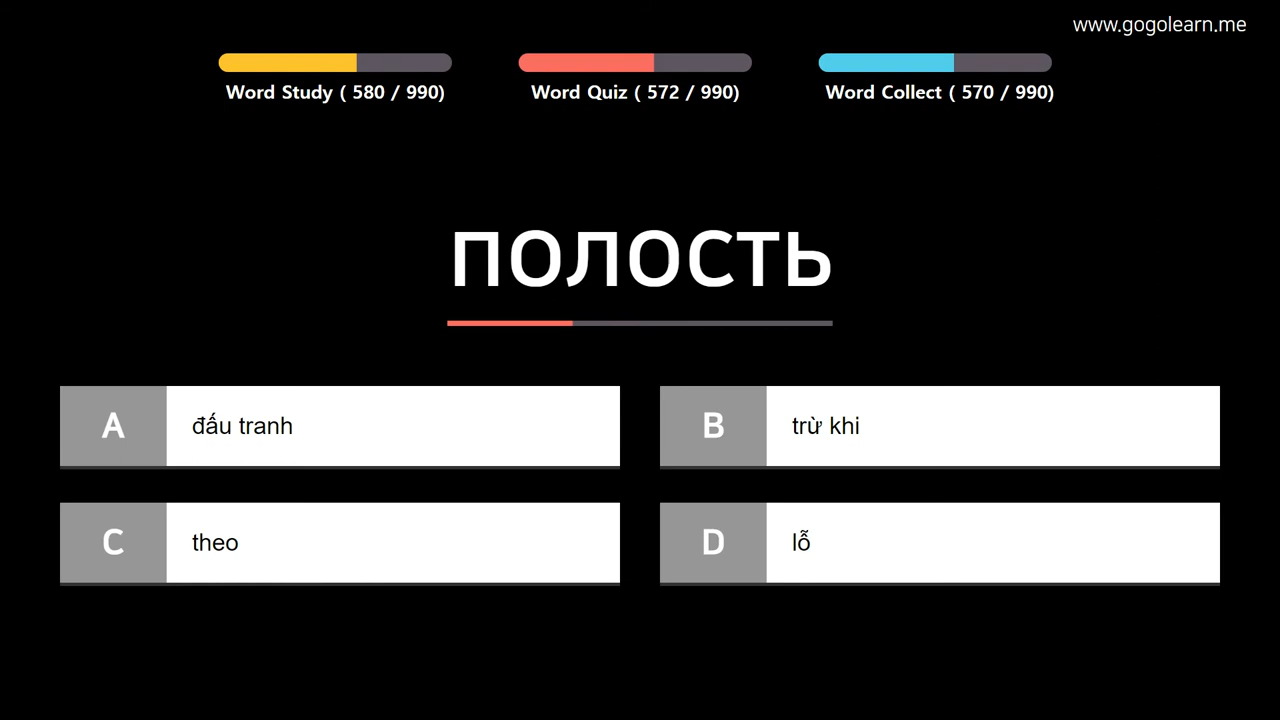 www.gogolearn.me
Word Study ( 580 / 990)
Word Quiz ( 572 / 990)
Word Collect ( 570 / 990)
ПОЛОСТЬ
A
đấu tranh
B
trừ khi
C
theo
D
lỗ